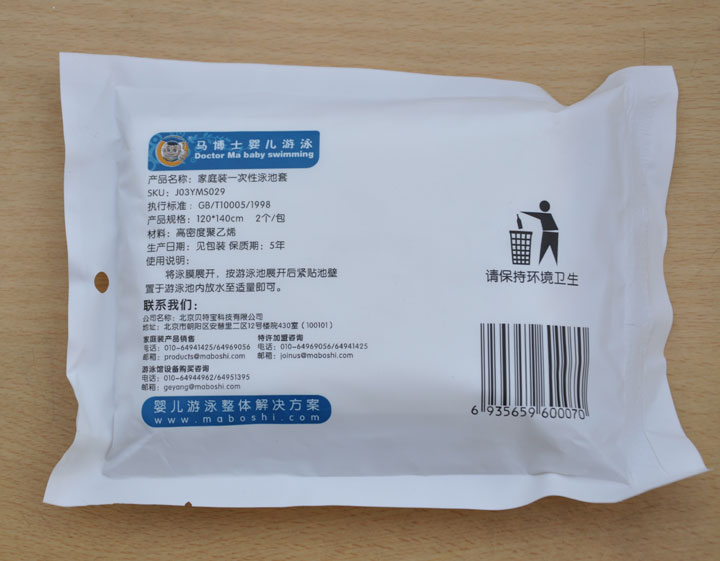 马博士婴儿游泳
Doctor Ma baby swimming
产品名称：家庭装一次性泳池套
SKU：J03YMS029
执行标准：GB/T10005/1998
产品规格：120*140cm 2个/包
材料：高密度聚乙烯
生产日期：见包装 保质期：5年
使用说明：
将泳膜展开、按游泳池展开后紧贴池壁
置于游泳池内放水至适量即可。
联系我们：
公司名称：北京贝特宝科技有限公司
地址：北京市朝阳区安慧里二区12号楼院430室（100101）
家庭装产品销售 特许加盟咨询
电话：010-64941425/64969056 电话：010-64969056/64941425
邮箱：products@maboshi.com 邮箱：joinus@maboshi.com
游泳馆设备购买咨询
电话：010-64944962/64951395
邮箱：geyang@maboshi.com
婴儿游泳整体解决方案
www.maboshi.com
请保持环境卫生
6 935659 600070